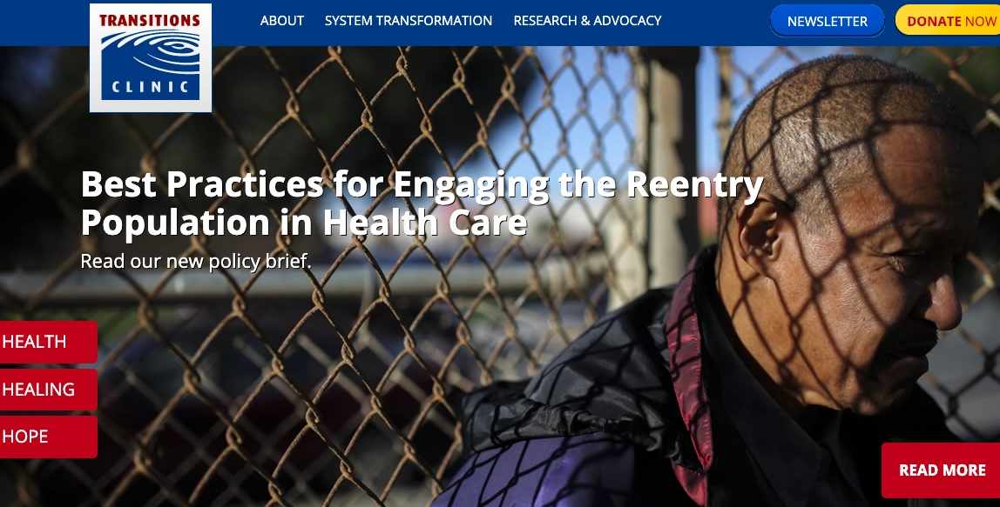 TRANSITIONS
CLINIC
ABOUT
SYSTEM TRANSFORMATION
RESEARCH & ADVOCACY
NEWSLETTER
DONATE NOW
Best Practices for Engaging the Reentry
Population in Health Care
Read our new policy brief.
HEALTH
HEALING
HOPE
READ MORE